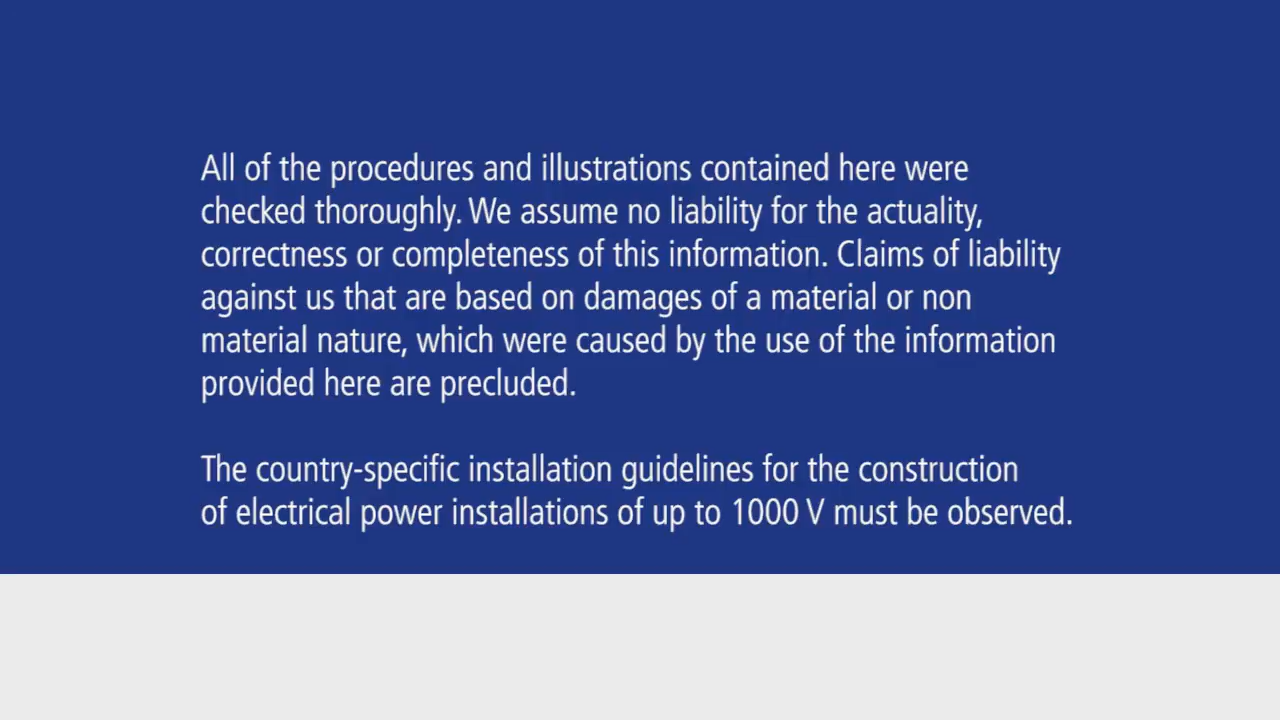 All of the procedures and illustrations contained here were
checked thoroughly. We assume no liability for the actuality,
correctness or completeness of this information. Claims of liability
against us that are based on damages of a material or non
material nature, which were caused by the use of the information
provided here are precluded.
The country-specific installation guidelines for the construction
of electrical power installations of up to 1000 V must be observed.